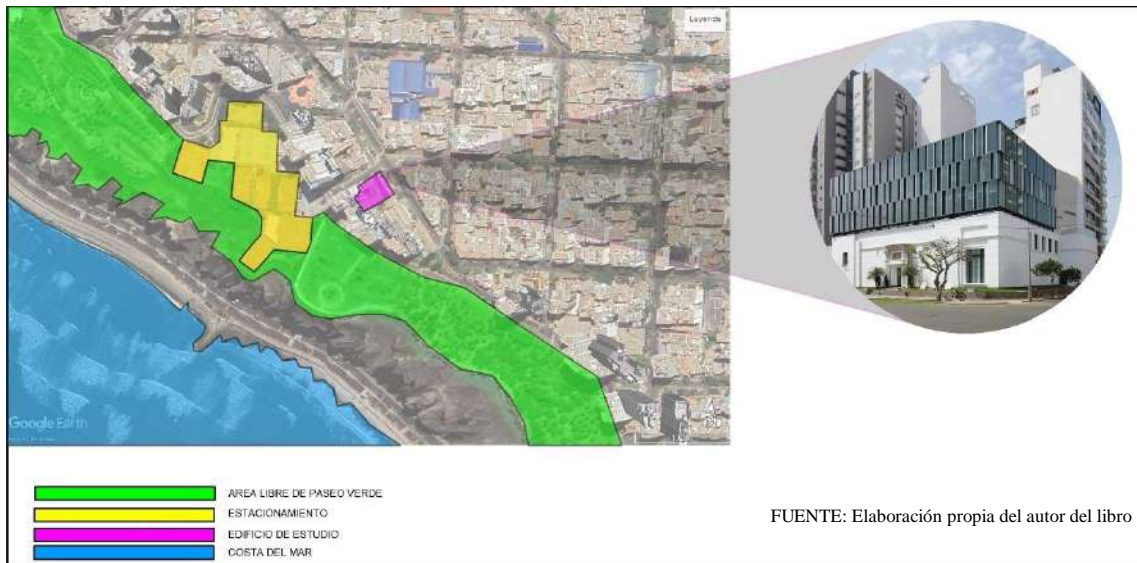 Leyenda
Google Earth
AREA LIBRE DE PASEO VERDE
ESTACIONAMIENTO
EDIFICIO DE ESTUDIO
COSTA DEL MAR
FUENTE: Elaboración propia del autor del libro